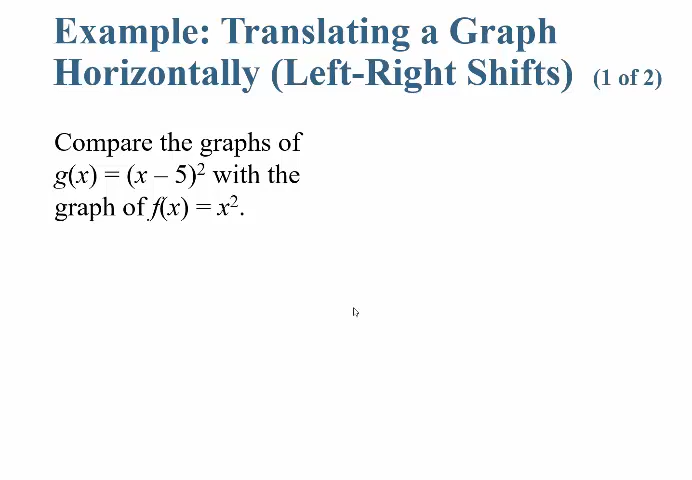 Example: Translating a Graph
Horizontally (Left-Right Shifts) (1 of 2)
Compare the graphs of
g(x) = (x – 5)² with the
graph of f(x) = x².